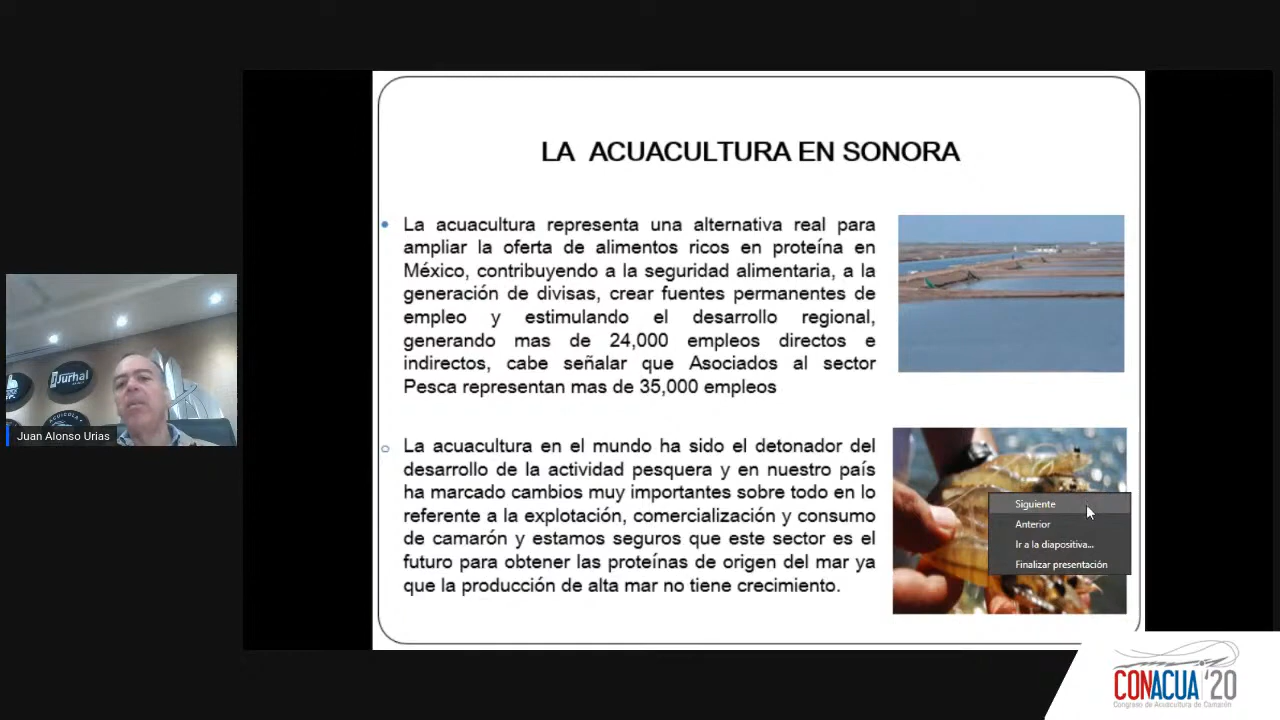 LA ACUACULTURA EN SONORA
La acuacultura representa una alternativa real para
ampliar la oferta de alimentos ricos en proteína en
México, contribuyendo a la seguridad alimentaria, a la
generación de divisas, crear fuentes permanentes de
empleo y estimulando el desarrollo regional,
generando mas de 24,000 empleos directos e
indirectos, cabe señalar que Asociados al sector
Pesca representan mas de 35,000 empleos
La acuacultura en el mundo ha sido el detonador del
desarrollo de la actividad pesquera y en nuestro país
ha marcado cambios muy importantes sobre todo en lo
referente a la explotación, comercialización y consumo
de camarón y estamos seguros que este sector es el
futuro para obtener las proteínas de origen del mar ya
que la producción de alta mar no tiene crecimiento.
Siguiente
Anterior
Ir a la diapositiva...
Finalizar presentación
Jurhal
Juan Alonso Urias
CONACUA '20
Congreso de Acuacultura de Camarón